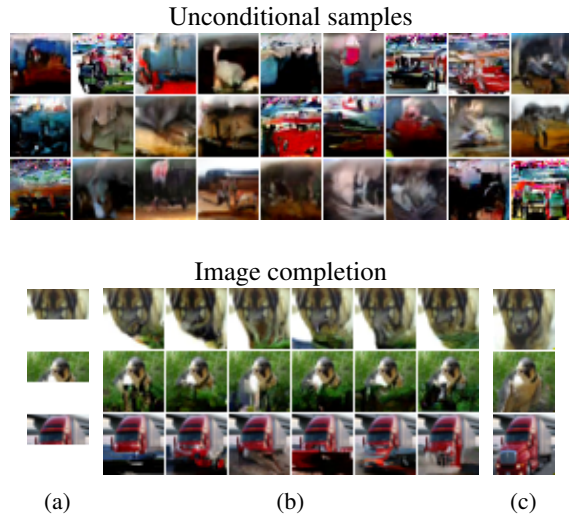 Unconditional samples
Image completion
(a)
(b)
(c)